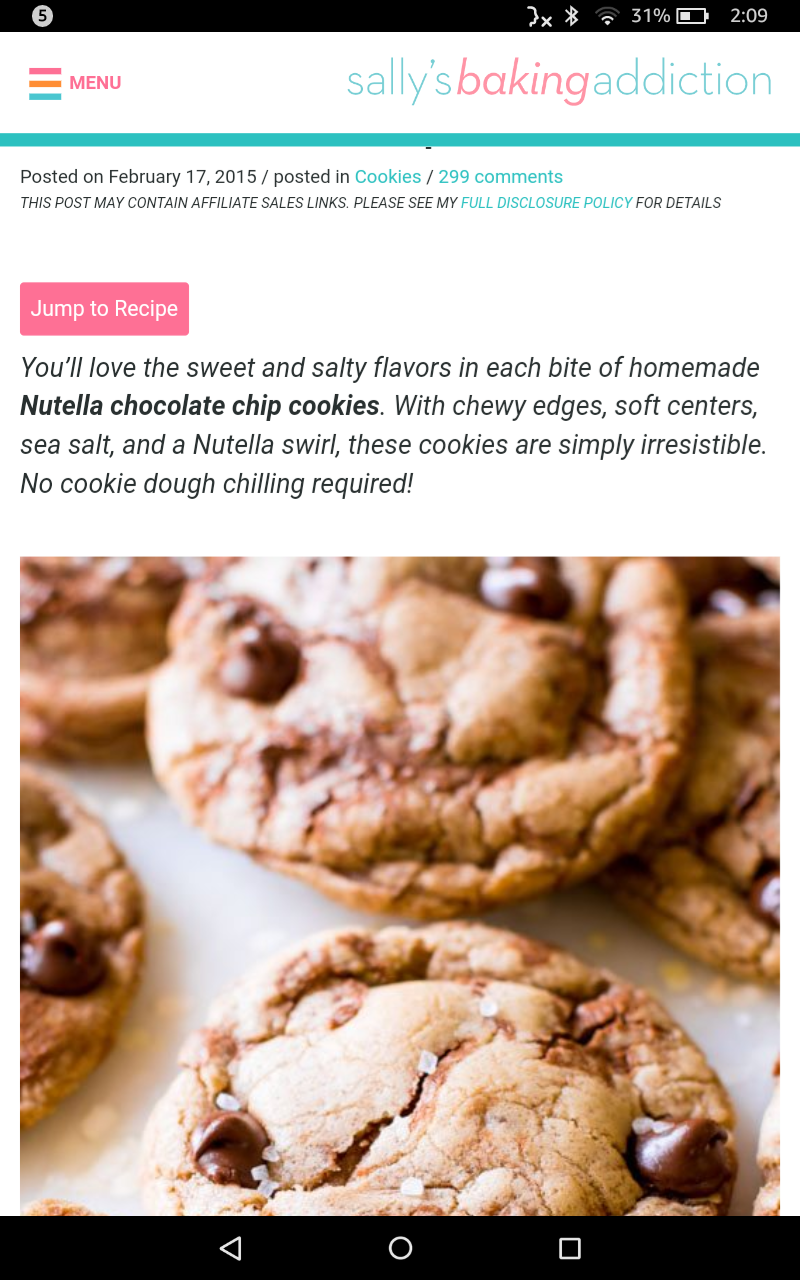 5 31% 2:09
MENU sally's baking addiction
Posted on February 17, 2015 / posted in Cookies / 299 comments
THIS POST MAY CONTAIN AFFILIATE SALES LINKS. PLEASE SEE MY FULL DISCLOSURE POLICY FOR DETAILS
Jump to Recipe
You’ll love the sweet and salty flavors in each bite of homemade
Nutella chocolate chip cookies. With chewy edges, soft centers,
sea salt, and a Nutella swirl, these cookies are simply irresistible.
No cookie dough chilling required!